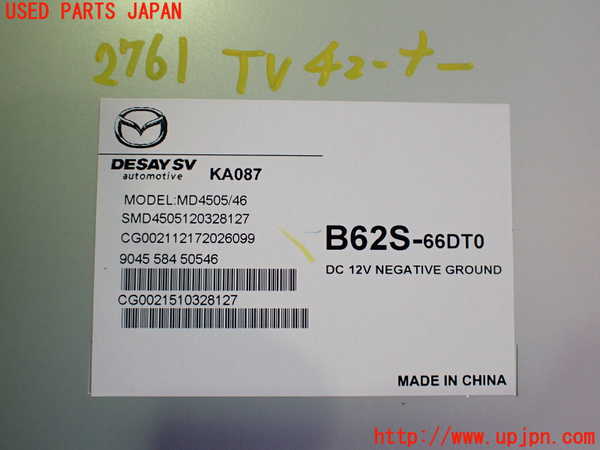 USED PARTS JAPAN
2761 TVチューナー
DESAY SV
automotive
KA087
MODEL:MD4505/46
SMD4505120328127
CG002112172026099
9045 584 50546
B62S-66DT0
DC 12V NEGATIVE GROUND
CG0021510328127
MADE IN CHINA
http://www.upjpn.com/